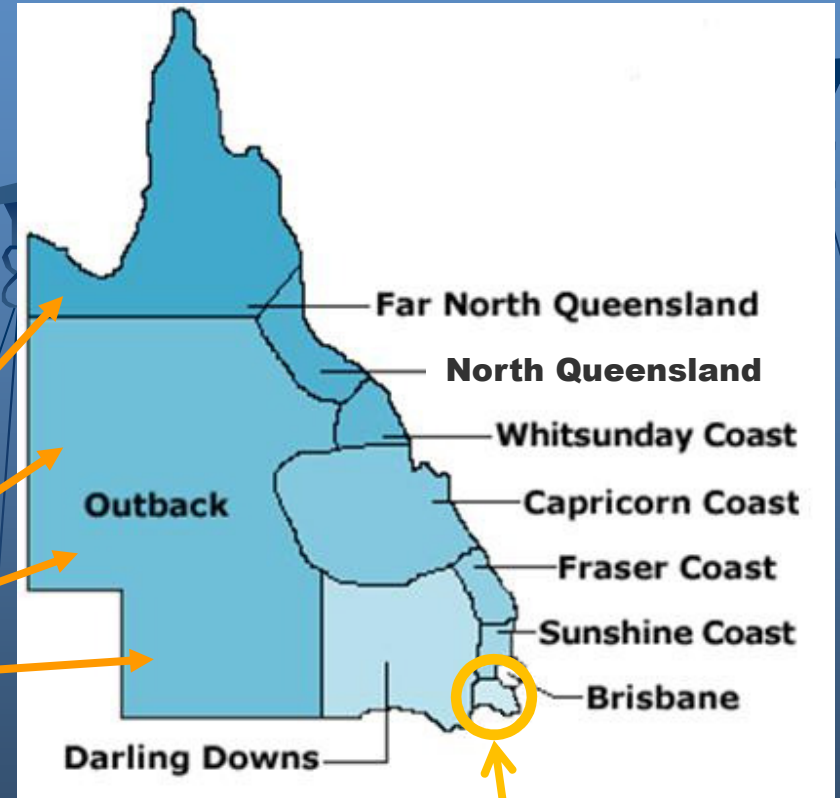 Far North Queensland
North Queensland
Whitsunday Coast
Outback
Capricorn Coast
Fraser Coast
Sunshine Coast
Brisbane
Darling Downs